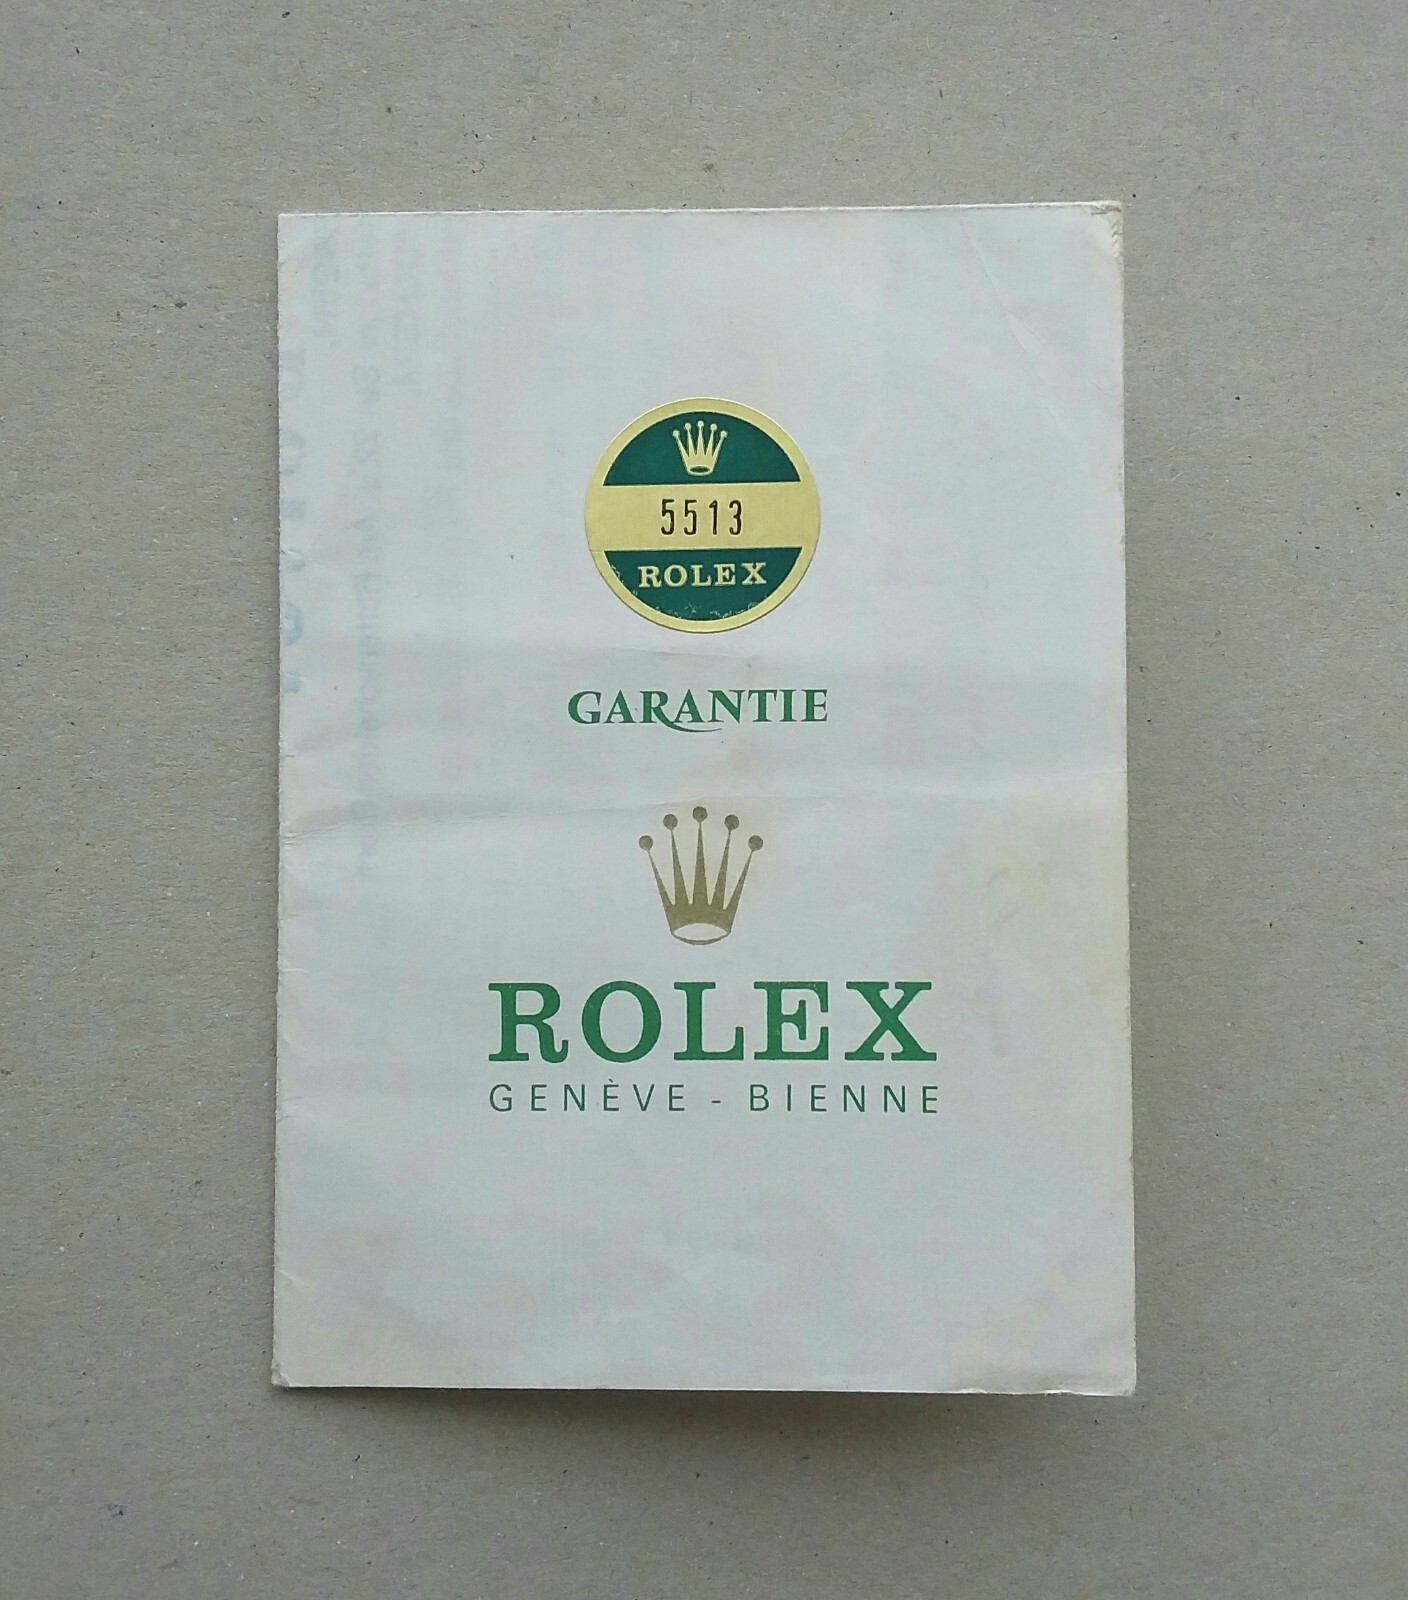 5513
ROLEX
GARANTIE
ROLEX
GENÈVE - BIENNE